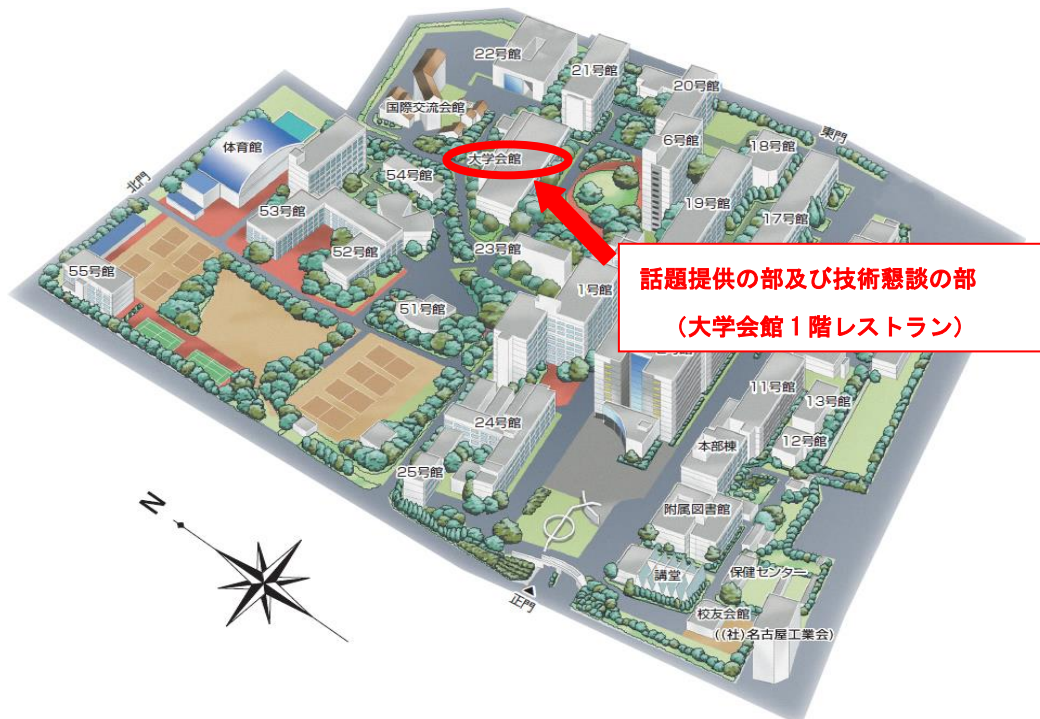 22号館
21号館
20号館
国際交流会館
東門
体育館
大学会館
6号館
18号館
北門
54号館
19号館
17号館
53号館
52号館
23号館
55号館
1号館
51号館
話題提供の部及び技術懇談の部
（大学会館１階レストラン）
11号館
13号館
24号館
本部棟
12号館
25号館
附属図書館
N
講堂
保健センター
正門
校友会館
((社)名古屋工業会)